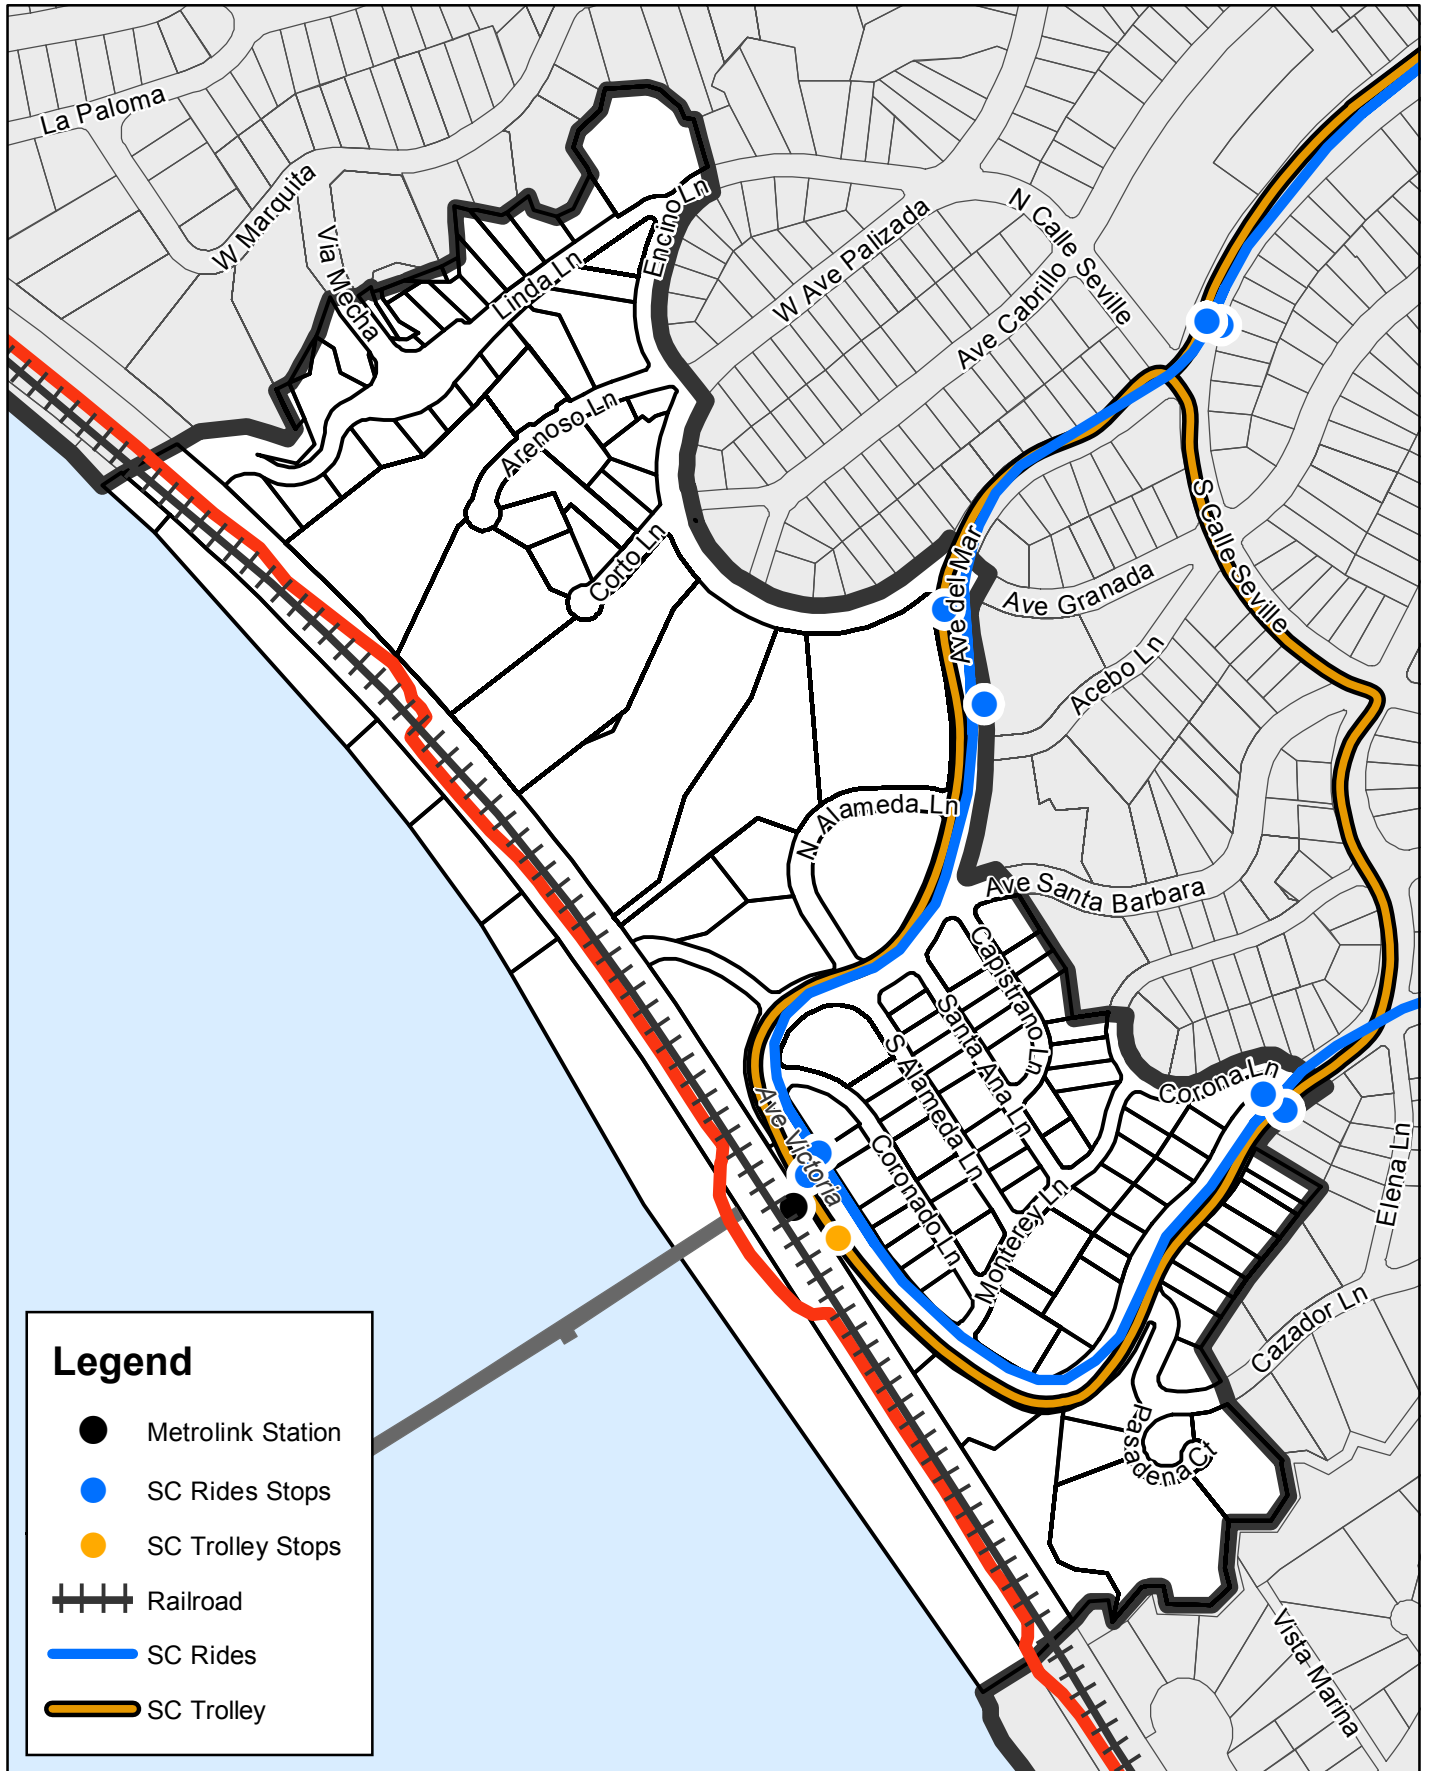 La Paloma
W Marquita
Via Mecha
Linda Ln
Encino Ln
W Ave Palizada
N Calle Seville
Ave Cabrillo
Arenoso Ln
Corto Ln
Ave del Mar
S Calle Seville
Ave Granada
Acebo Ln
N. Alameda Ln
Ave Santa Barbara
Capistrano Ln
Santa Ana Ln
S Alameda Ln
Corona Ln
Ave Victoria
Coronado Ln
Monterey Ln
Elena Ln
Cazador Ln
Pasadena Ct
Vista Marina
Legend
Metrolink Station
SC Rides Stops
SC Trolley Stops
Railroad
SC Rides
SC Trolley